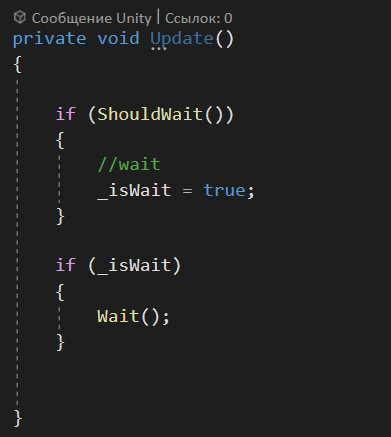 Сообщение Unity | Ссылок: 0
private void Update()
{
if (ShouldWait())
{
//wait
_isWait = true;
}
if (_isWait)
{
Wait();
}
}